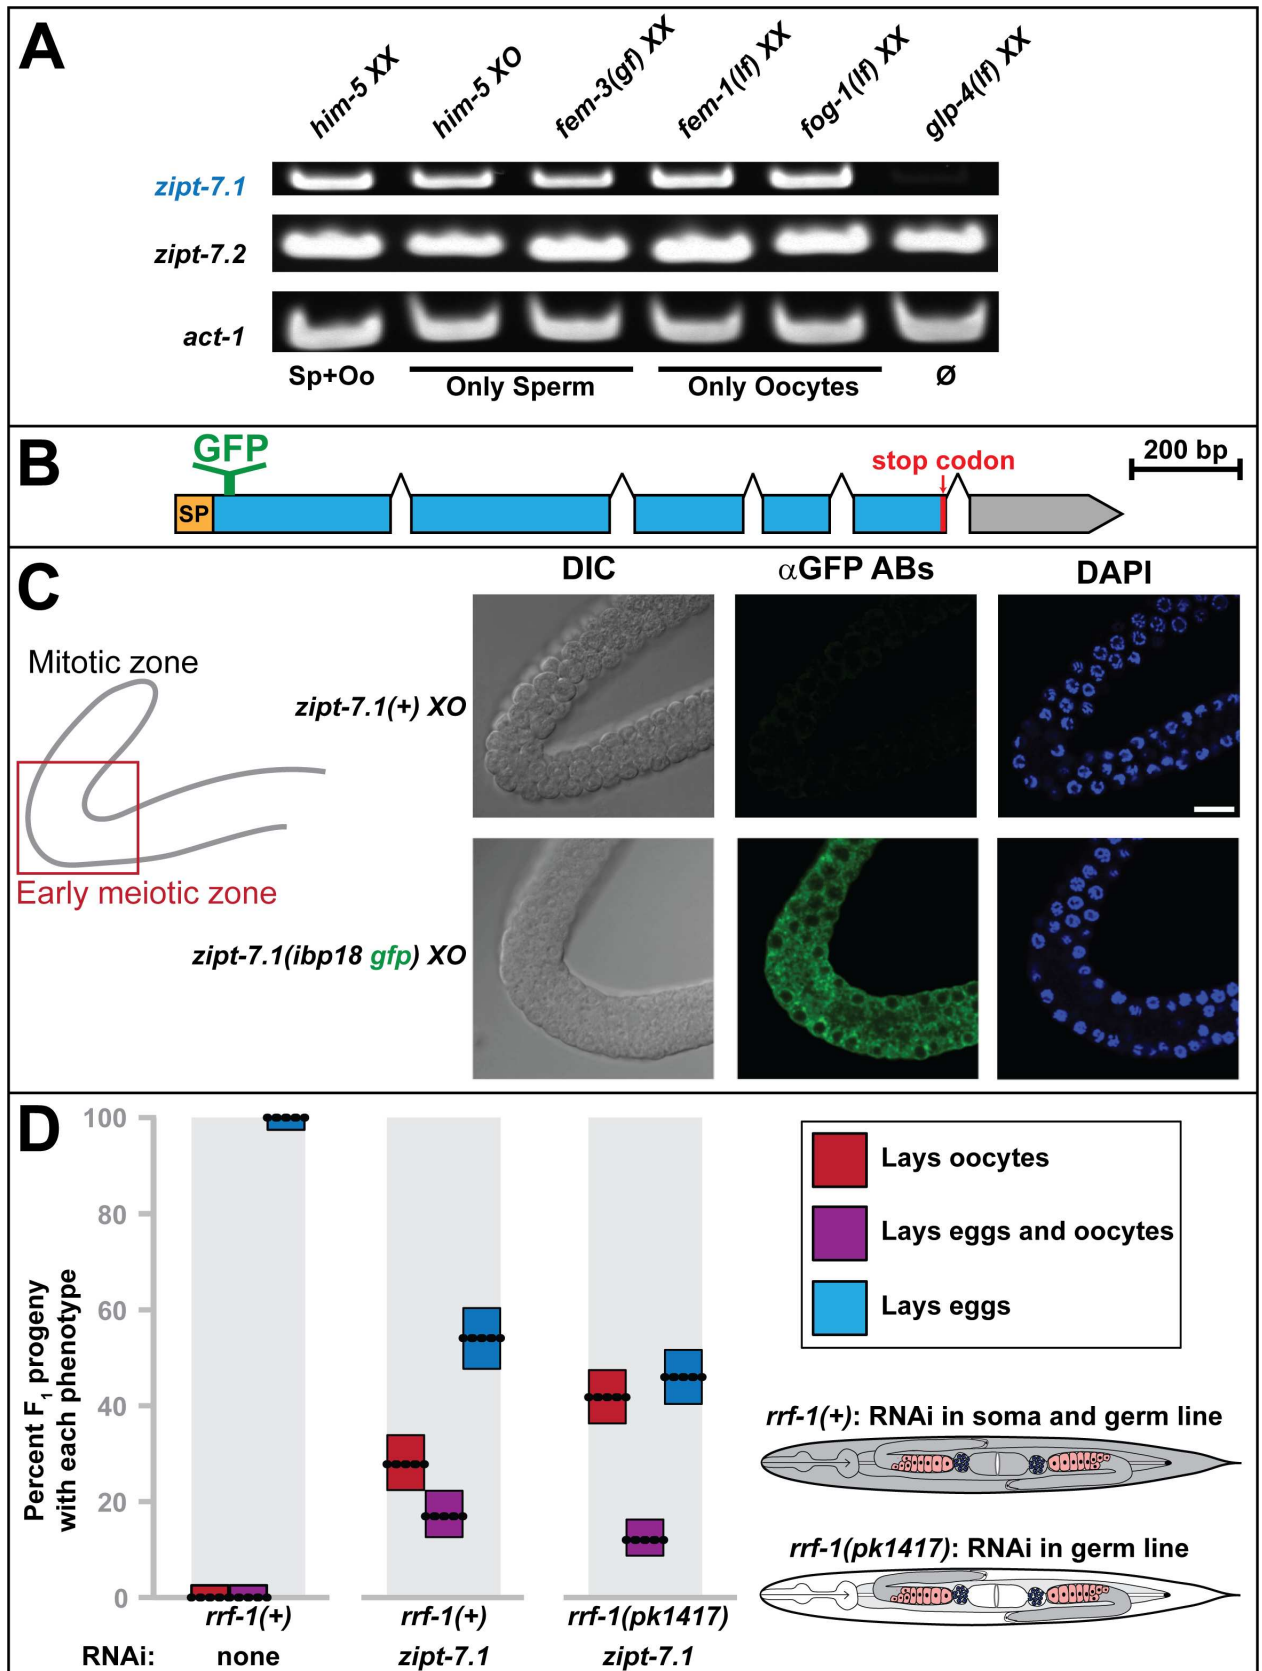 A
him-5 XX
him-5 XO
fem-3(gf) XX
fem-1(lf) XX
fog-1(lf) XX
glp-4(lf) XX
zipt-7.1
zipt-7.2
act-1
Sp+Oo
Only Sperm
Only Oocytes
Ø
B
GFP
SP
stop codon
200 bp
C
DIC
αGFP ABs
DAPI
Mitotic zone
Early meiotic zone
zipt-7.1(+) XO
zipt-7.1(ibp18 gfp) XO
D
Percent F1 progeny
with each phenotype
100
80
60
40
20
0
rrf-1(+)
rrf-1(+)
rrf-1(pk1417)
RNAi:
none
zipt-7.1
zipt-7.1
Lays oocytes
Lays eggs and oocytes
Lays eggs
rrf-1(+): RNAi in soma and germ line
rrf-1(pk1417): RNAi in germ line